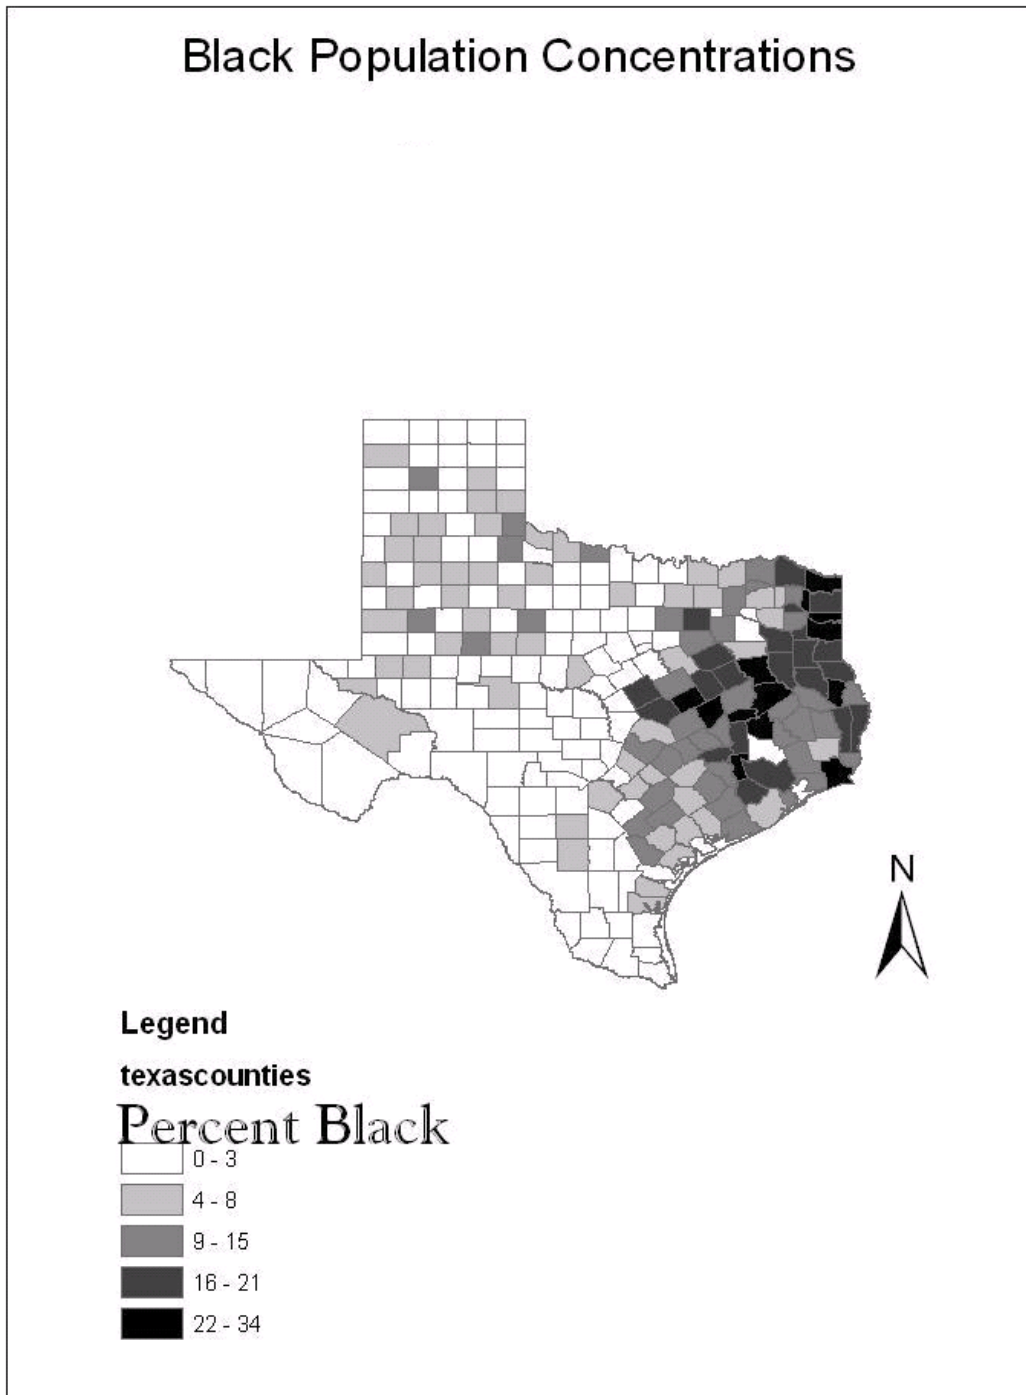 Black Population Concentrations
N
Legend
texascounties
Percent Black
0 - 3
4 - 8
9 - 15
16 - 21
22 - 34